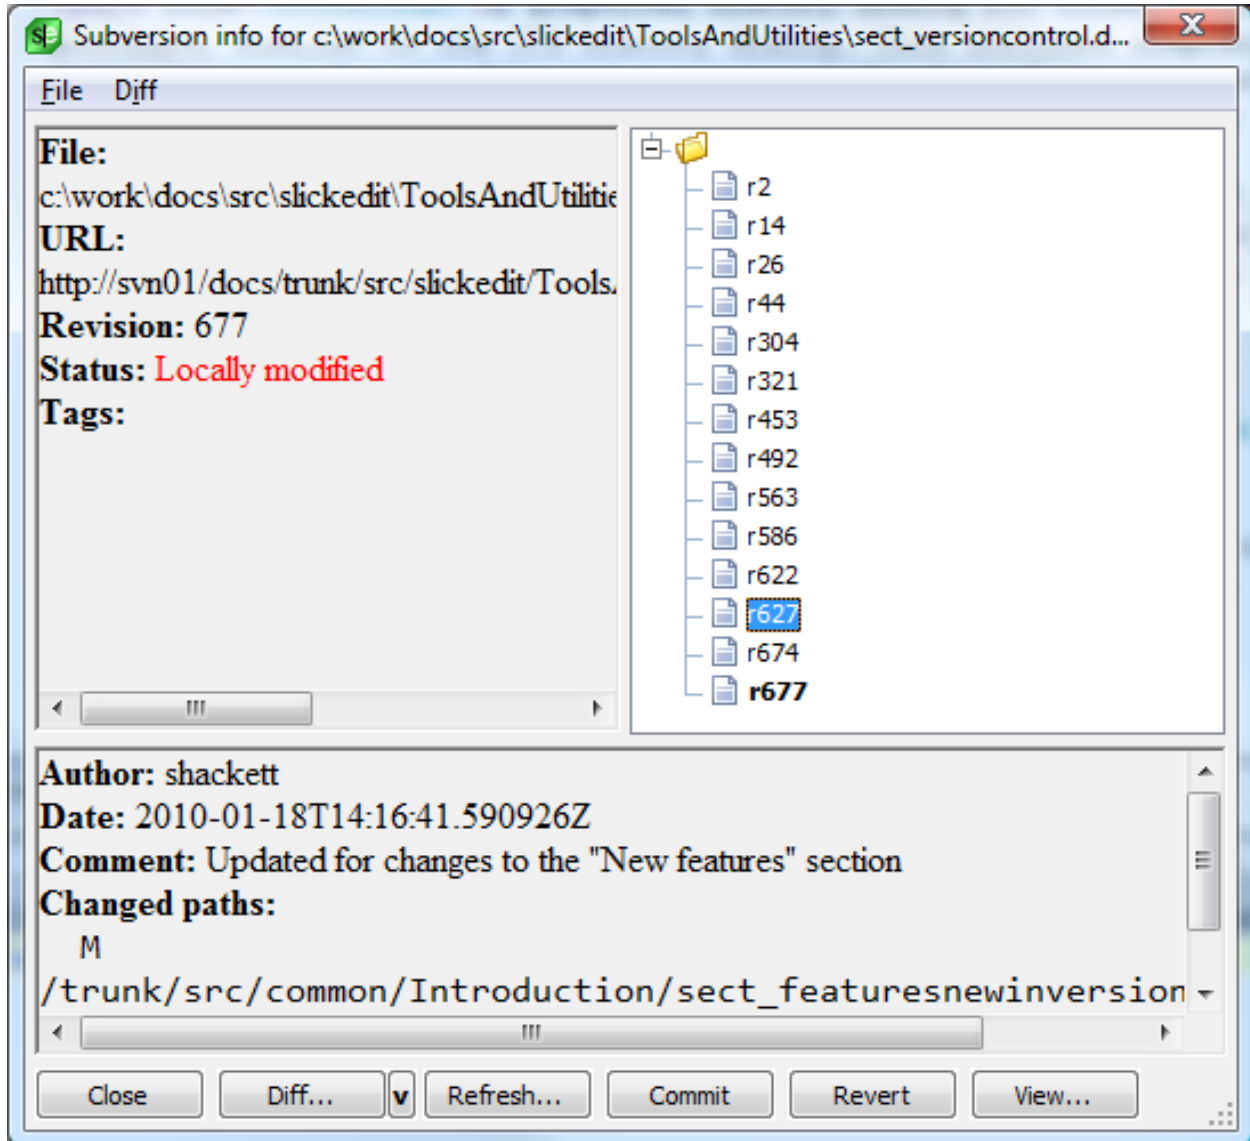 Subversion info for c:\work\docs\src\slickedit\ToolsAndUtilities\sect_versioncontrol.d...
File Diff
File:
c:\work\docs\src\slickedit\ToolsAndUtilitie
URL:
http://svn01/docs/trunk/src/slickedit/Tools
Revision: 677
Status: Locally modified
Tags:
r2
r14
r26
r44
r304
r321
r453
r492
r563
r586
r622
r627
r674
r677
Author: shackett
Date: 2010-01-18T14:16:41.590926Z
Comment: Updated for changes to the "New features" section
Changed paths:
M
/trunk/src/common/Introduction/sect_featuresnewinversion
Close Diff... v Refresh... Commit Revert View...